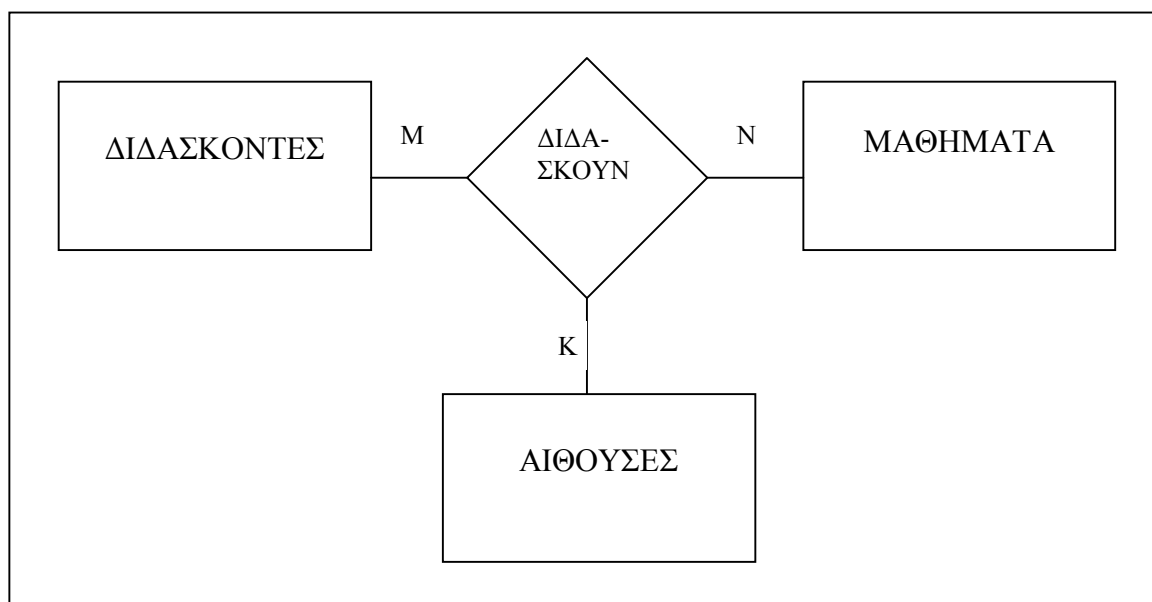 ΔΙΔΑΣΚΟΝΤΕΣ
Μ
ΔΙΔΑ-
ΣΚΟΥΝ
Ν
ΜΑΘΗΜΑΤΑ
Κ
ΑΙΘΟΥΣΕΣ